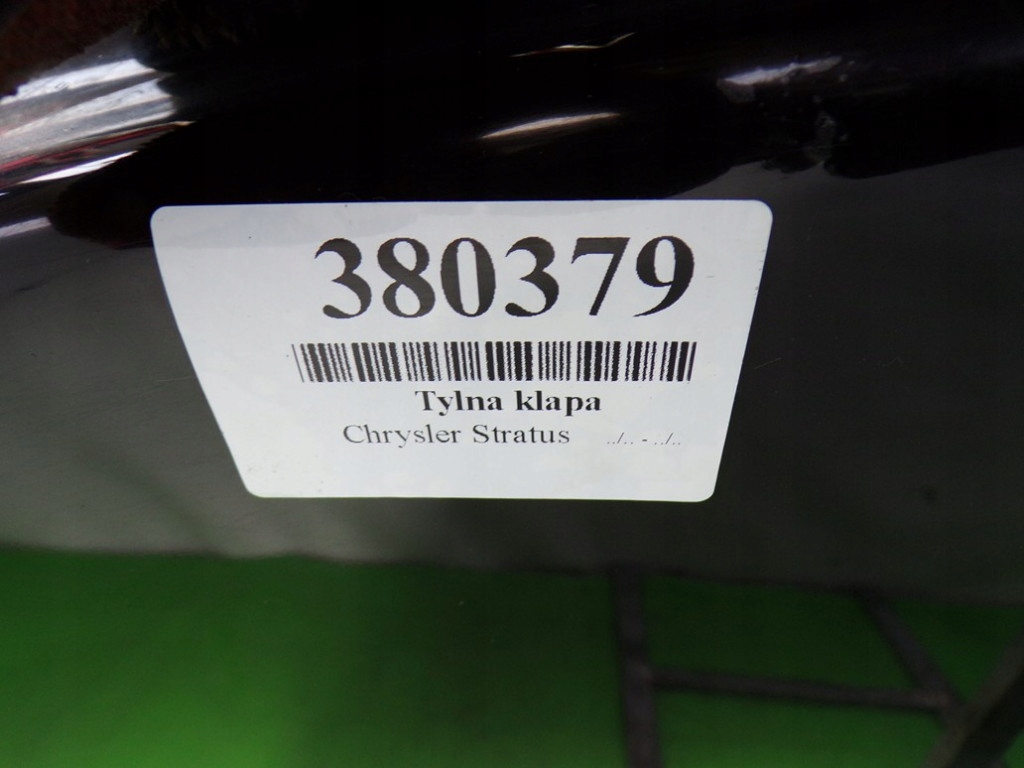 380379
Tylna klapa
Chrysler Stratus ../.. - ../..